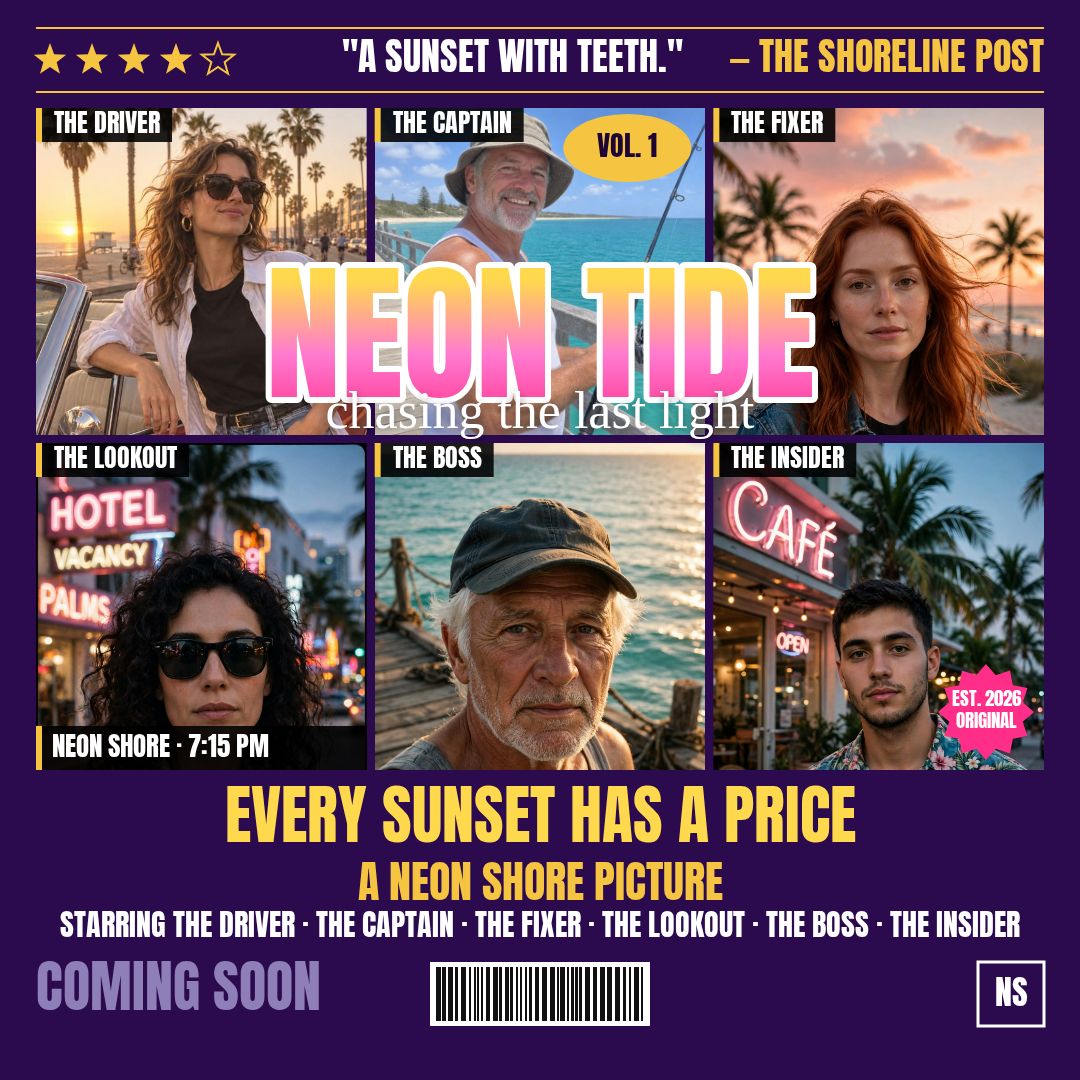 "A SUNSET WITH TEETH."
– THE SHORELINE POST
THE DRIVER
THE CAPTAIN
VOL. 1
THE FIXER
NEON TIDE
chasing the last light
THE LOOKOUT
HOTEL
VACANCY
PALMS
NEON SHORE · 7:15 PM
THE BOSS
THE INSIDER
CAFÉ
OPEN
EST. 2026
ORIGINAL
EVERY SUNSET HAS A PRICE
A NEON SHORE PICTURE
STARRING THE DRIVER · THE CAPTAIN · THE FIXER · THE LOOKOUT · THE BOSS · THE INSIDER
COMING SOON
NS